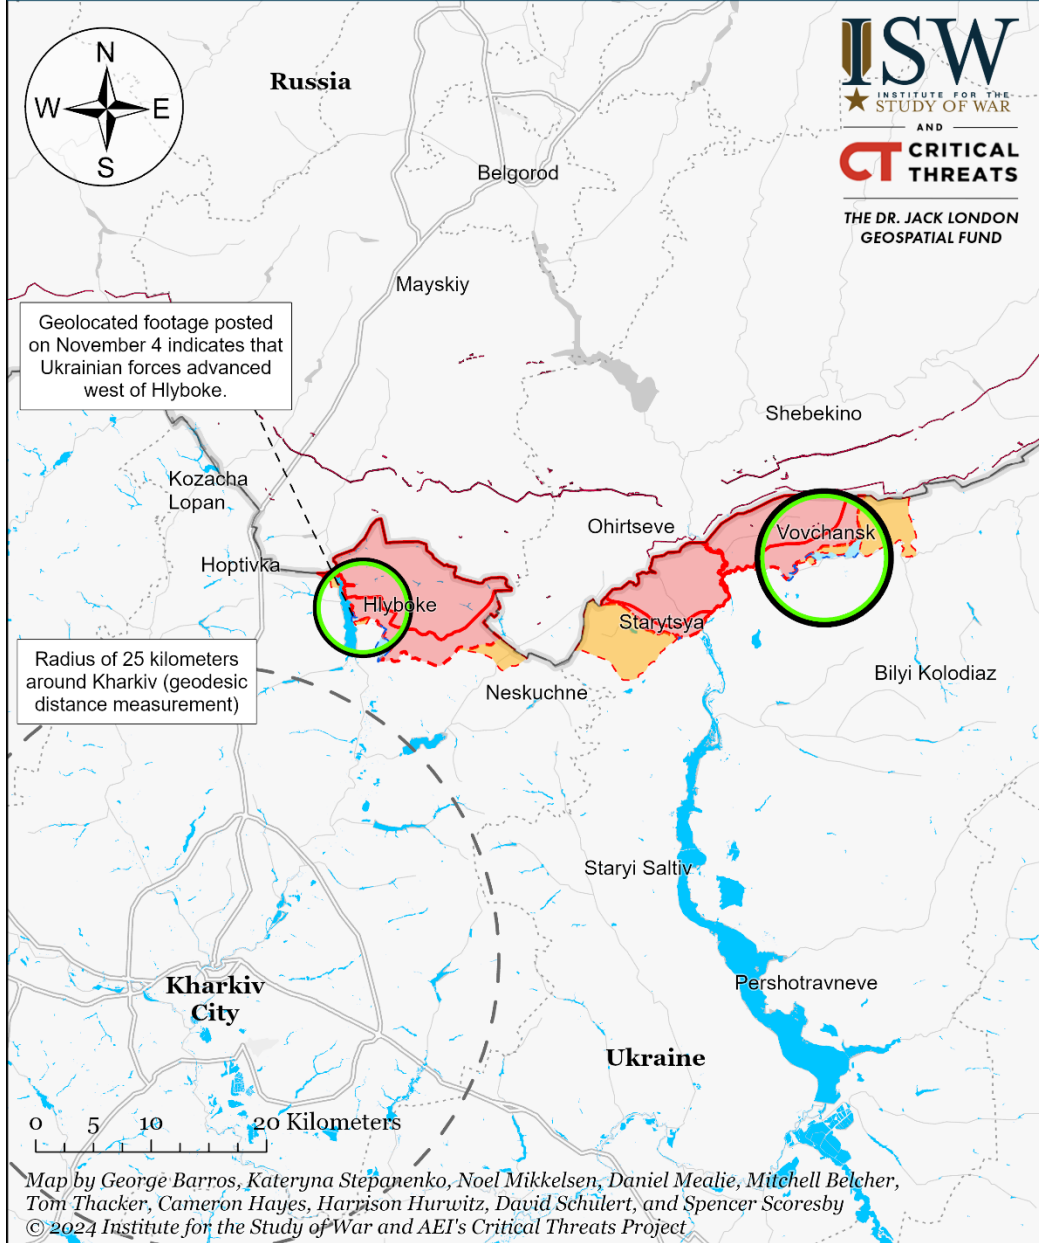 N
W
E
S
Russia
ISW
INSTITUTE FOR THE
STUDY OF WAR
AND
CT CRITICAL
THREATS
THE DR. JACK LONDON
GEOSPATIAL FUND
Belgorod
Mayskiy
Geolocated footage posted
on November 4 indicates that
Ukrainian forces advanced
west of Hlyboke.
Shebekino
Kozacha
Lopan
Ohirtseve
Vovchansk
Hoptivka
Hlyboke
Starytsya
Radius of 25 kilometers
around Kharkiv (geodesic
distance measurement)
Bilyi Kolodiaz
Neskuchne
Staryi Saltiv
Kharkiv
City
Pershotravneve
Ukraine
0 5 10 20 Kilometers
Map by George Barros, Kateryna Stepanenko, Noel Mikkelsen, Daniel Mealie, Mitchell Belcher,
Tom Thacker, Cameron Hayes, Harrison Hurwitz, David Schulert, and Spencer Scoresby
© 2024 Institute for the Study of War and AEI's Critical Threats Project